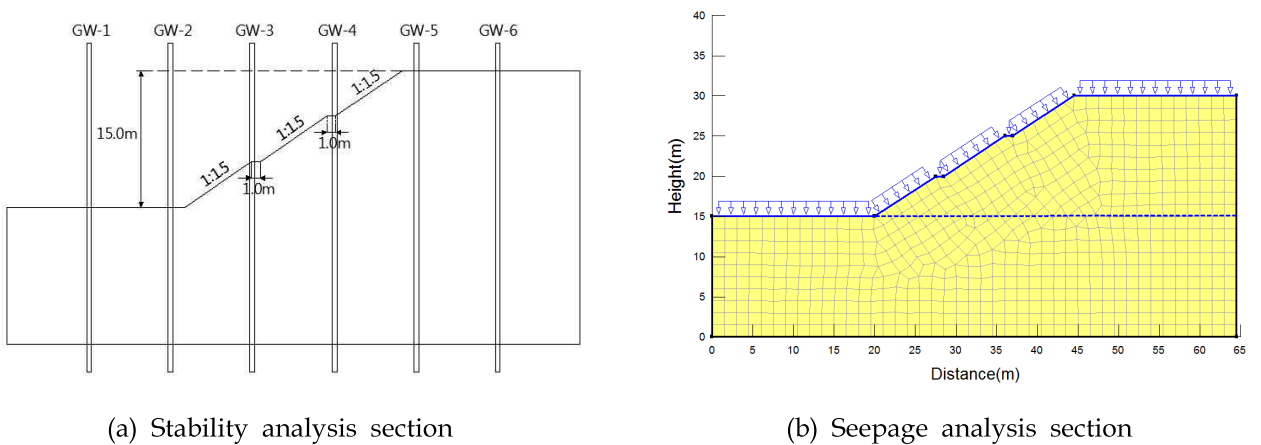 GW-1 GW-2 GW-3 GW-4 GW-5 GW-6
1:1.5
15.0m
1:1.5
1.0m
1:1.5
1.0m
40
35
30
25
20
15
10
5
0
Height(m)
0 5 10 15 20 25 30 35 40 45 50 55 60 65
Distance(m)
(a) Stability analysis section
(b) Seepage analysis section